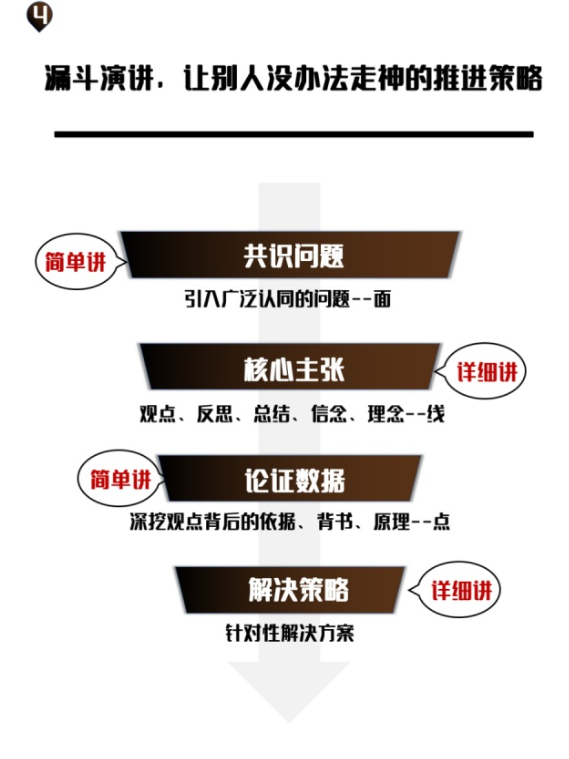 4
漏斗演讲，让别人没办法走神的推进策略
简单讲
共识问题
引入广泛认同的问题--面
核心主张
详细讲
观点、反思、总结、信念、理念--线
简单讲
论证数据
深挖观点背后的依据、背书、原理--点
解决策略
详细讲
针对性解决方案